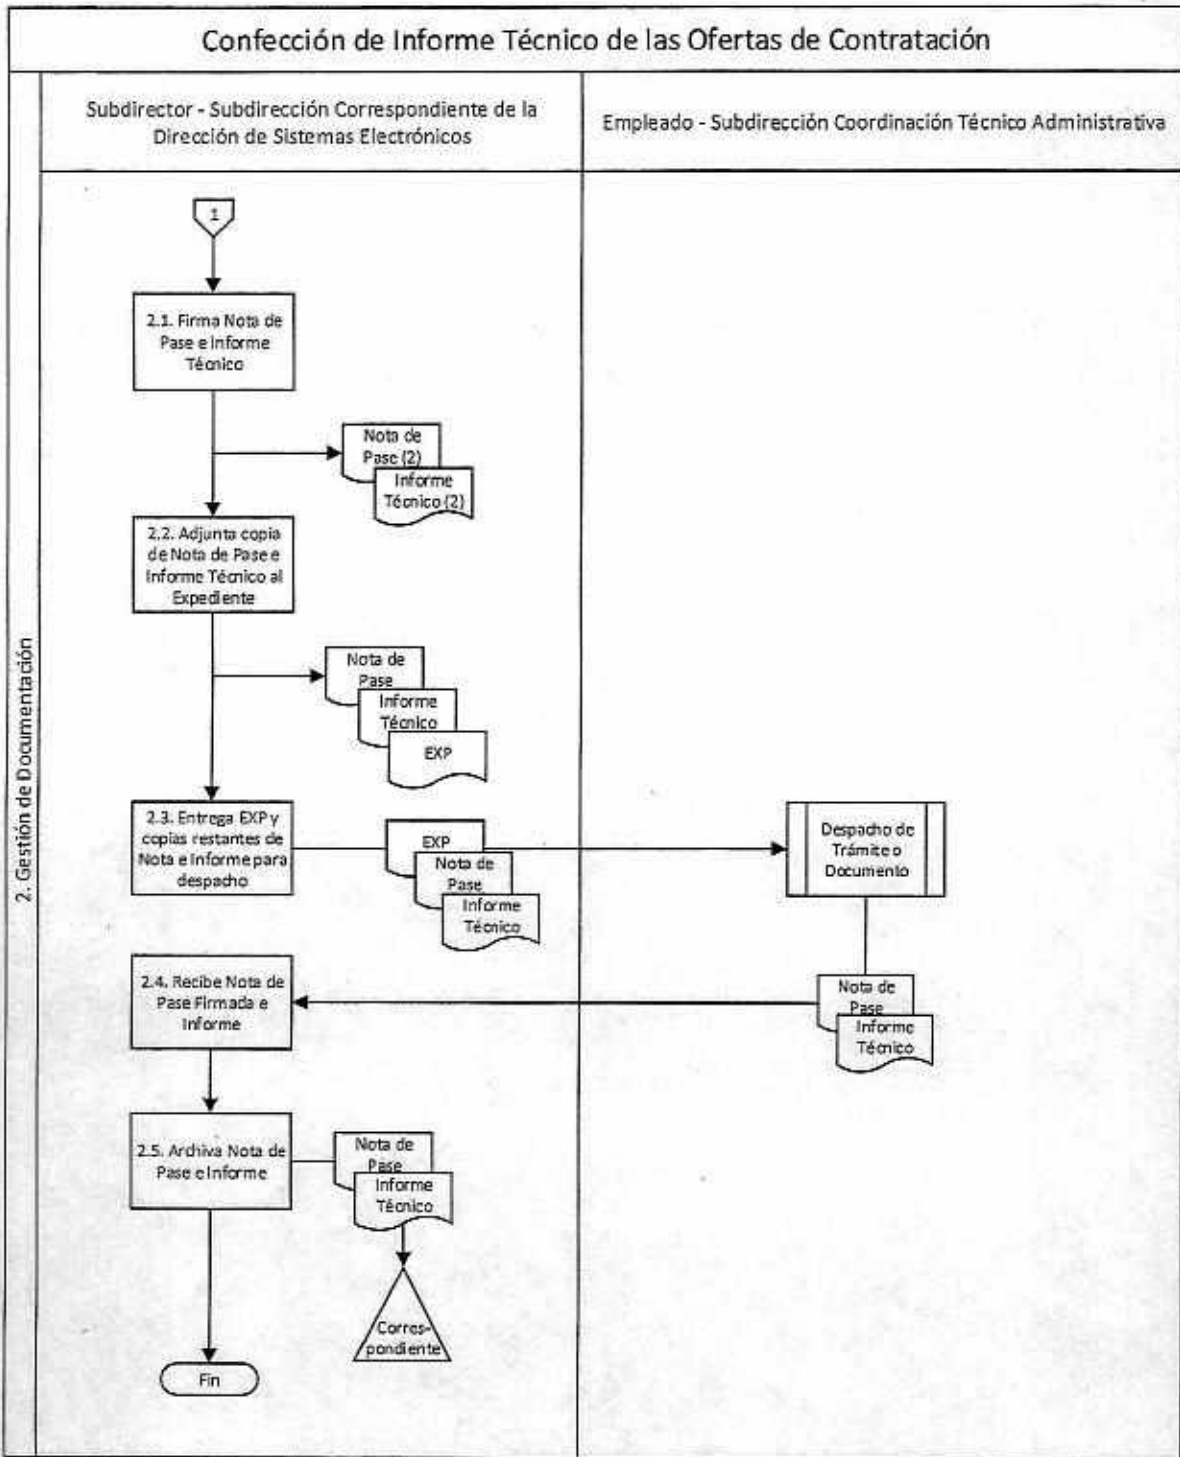 Confección de Informe Técnico de las Ofertas de Contratación
Subdirector - Subdirección Correspondiente de la
Dirección de Sistemas Electrónicos
Empleado - Subdirección Coordinación Técnico Administrativa
2. Gestión de Documentación
1
2.1. Firma Nota de
Pase e Informe
Técnico
Nota de
Pase (2)
Informe
Técnico (2)
2.2. Adjunta copia
de Nota de Pase e
Informe Técnico al
Expediente
Nota de
Pase
Informe
Técnico
EXP
2.3. Entrega EXP y
copias restantes de
Nota e Informe para
despacho
EXP
Nota de
Pase
Informe
Técnico
Despacho de
Trámite o
Documento
2.4. Recibe Nota de
Pase Firmada e
Informe
Nota de
Pase
Informe
Técnico
2.5. Archiva Nota de
Pase e Informe
Nota de
Pase
Informe
Técnico
Corres-
pondiente
Fin